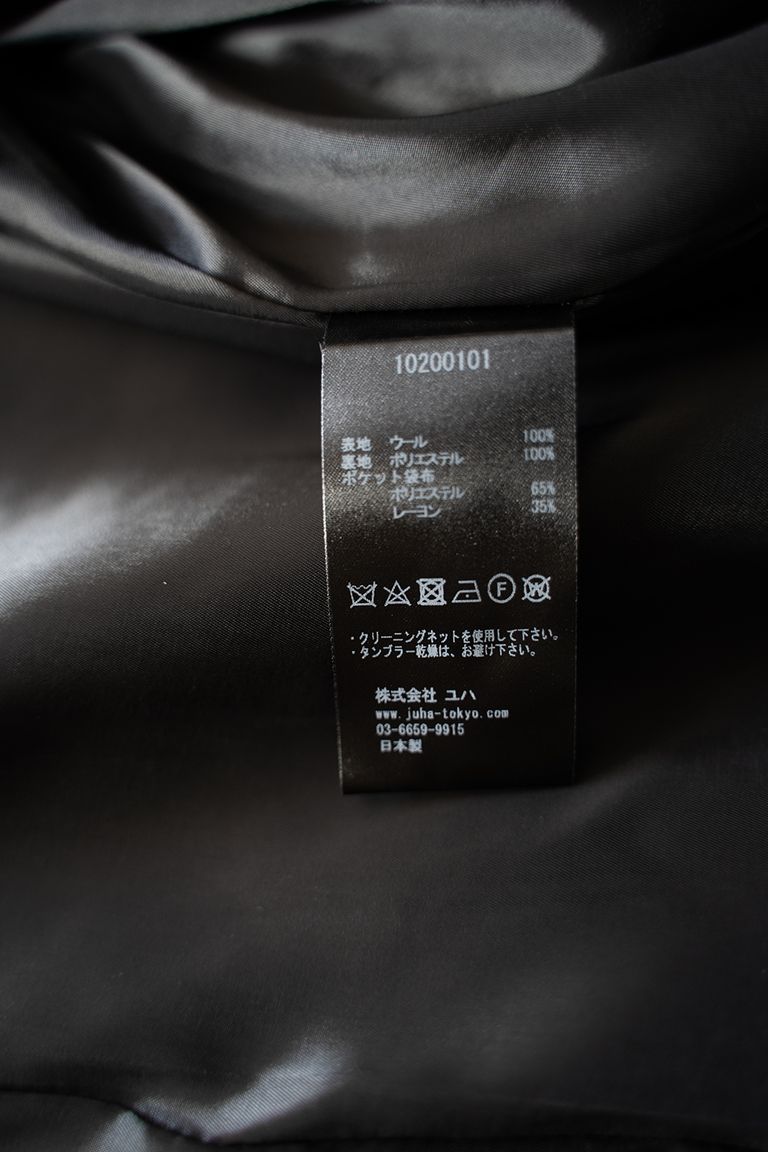 10200101
表地 ウール 100%
裏地 ポリエステル 100%
ポケット袋布
ポリエステル 65%
レーヨン 35%
F W
・クリーニングネットを使用して下さい。
・タンブラー乾燥は、お避け下さい。
株式会社 ユハ
www.juha-tokyo.com
03-6659-9915
日本製